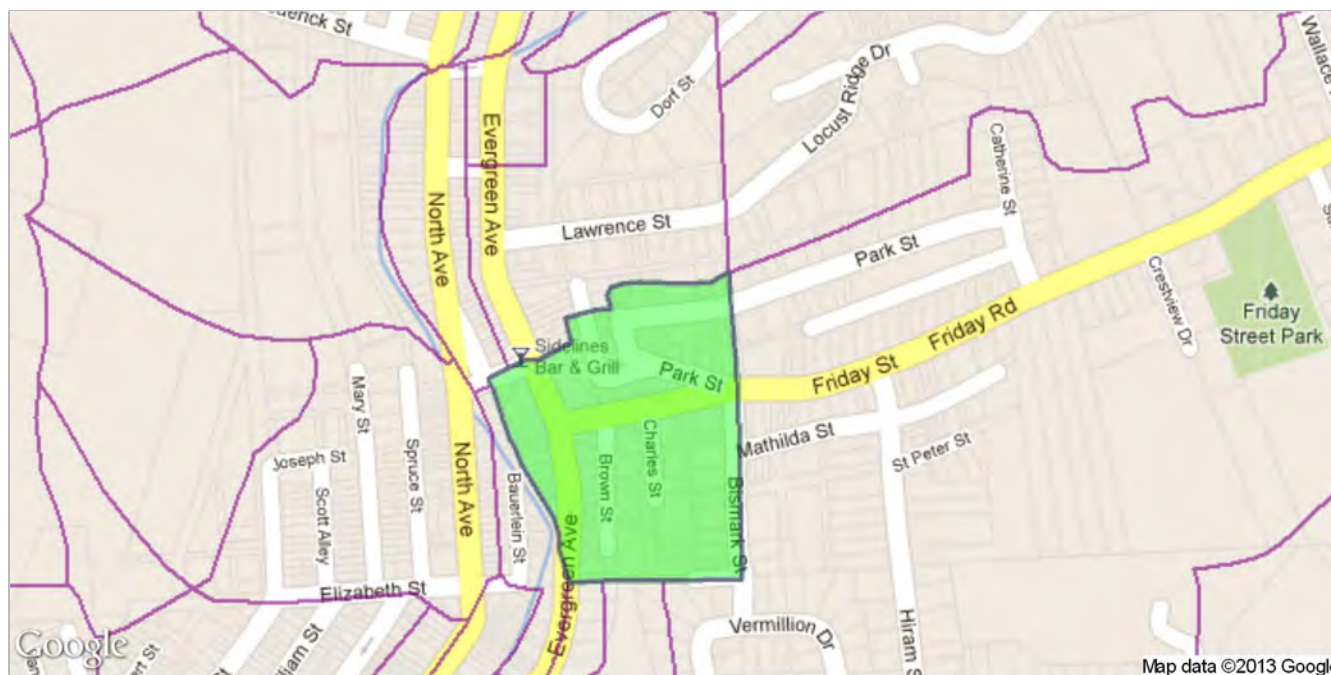 Dorf St
Locust Ridge Dr
Evergreen Ave
North Ave
Catherine St
Lawrence St
Park St
Crestview Dr
Friday
Street Park
Friday Rd
Friday St
Sidelines
Bar & Grill
Park St
Mary St
Spruce St
Joseph St
Scott Alley
North Ave
Bauerlein St
Brown St
Charles St
Mathilda St
St Peter St
Bismark St
Evergreen Ave
Elizabeth St
Vermillion Dr
Hiram S
Google
Map data ©2013 Google